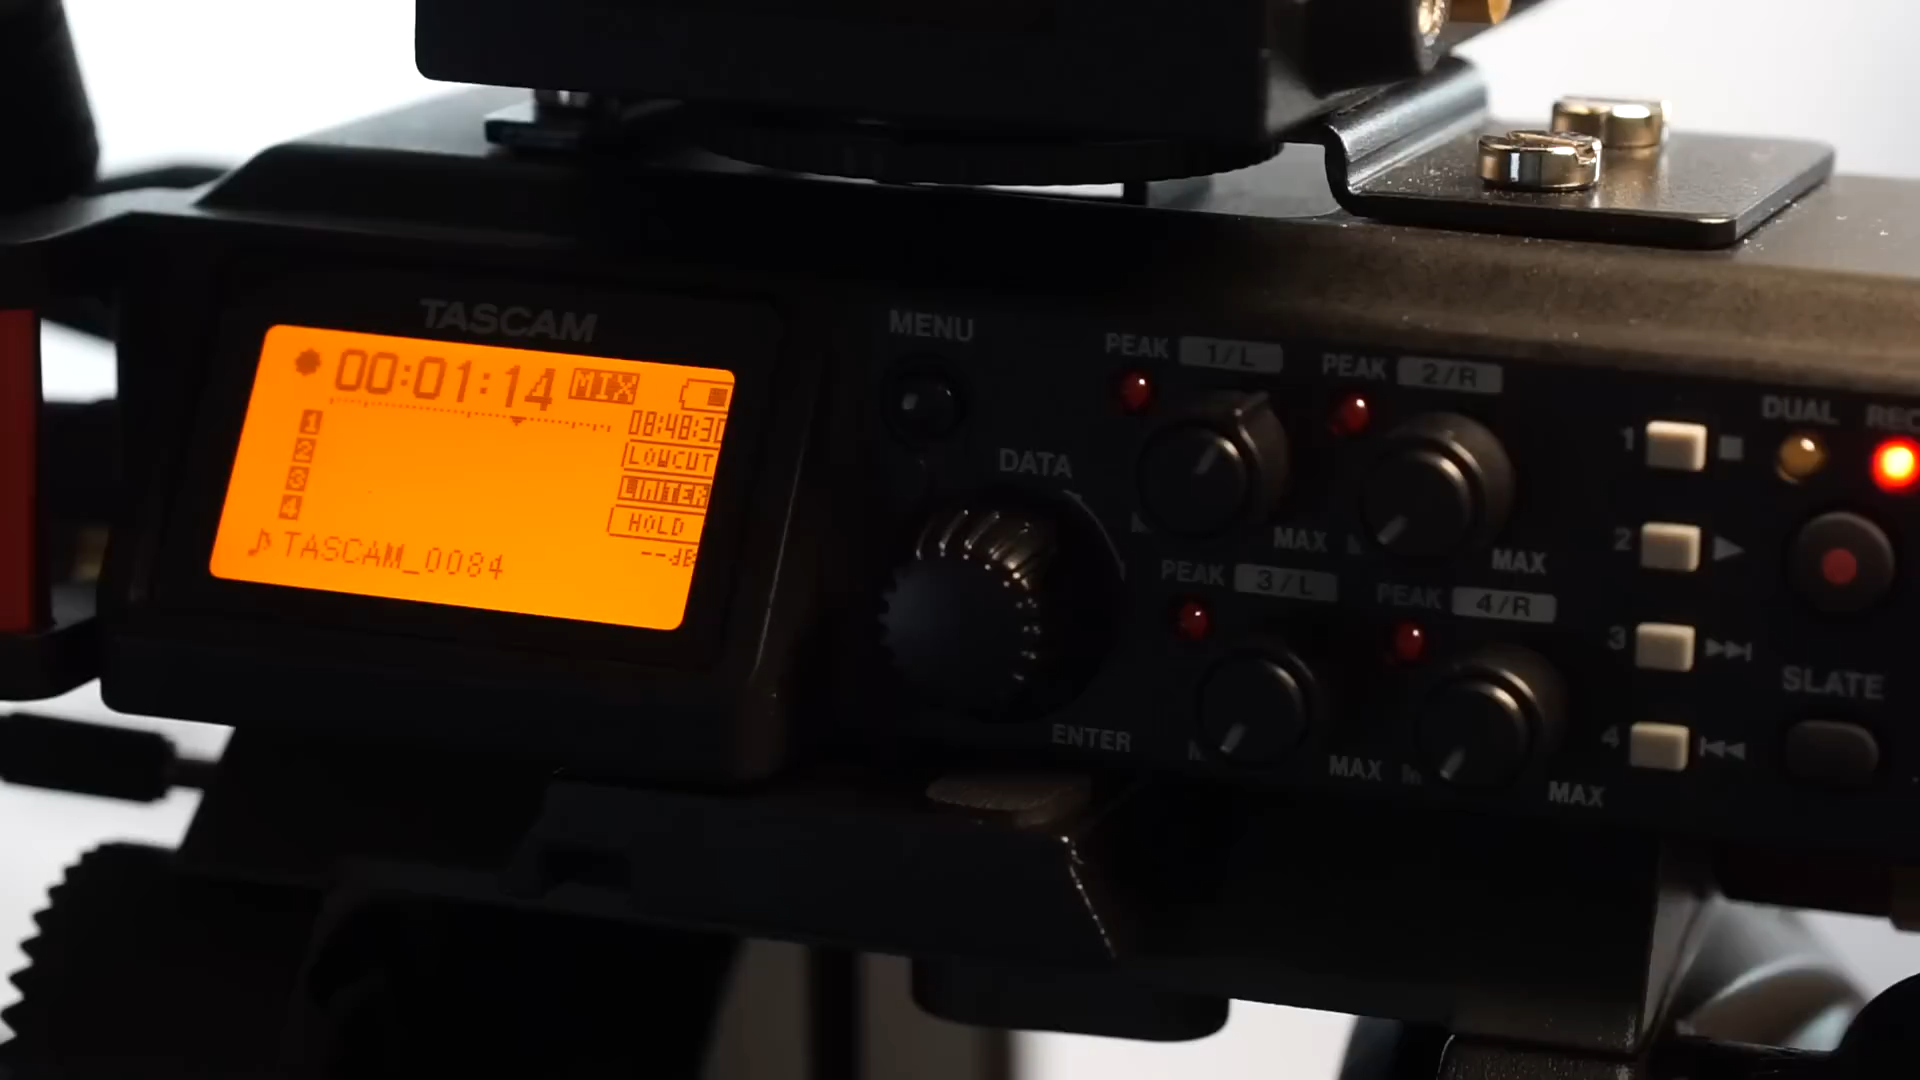 TASCAM
00:01:14 MIX
08:48:30
1
2
3
4
LOWCUT
LIMITER
HOLD
--dB
TASCAM_0084
MENU
DATA
ENTER
PEAK 1/L
PEAK 2/R
MAX
MAX
PEAK 3/L
PEAK 4/R
MAX
MAX
1
2
3
4
DUAL
REC
SLATE